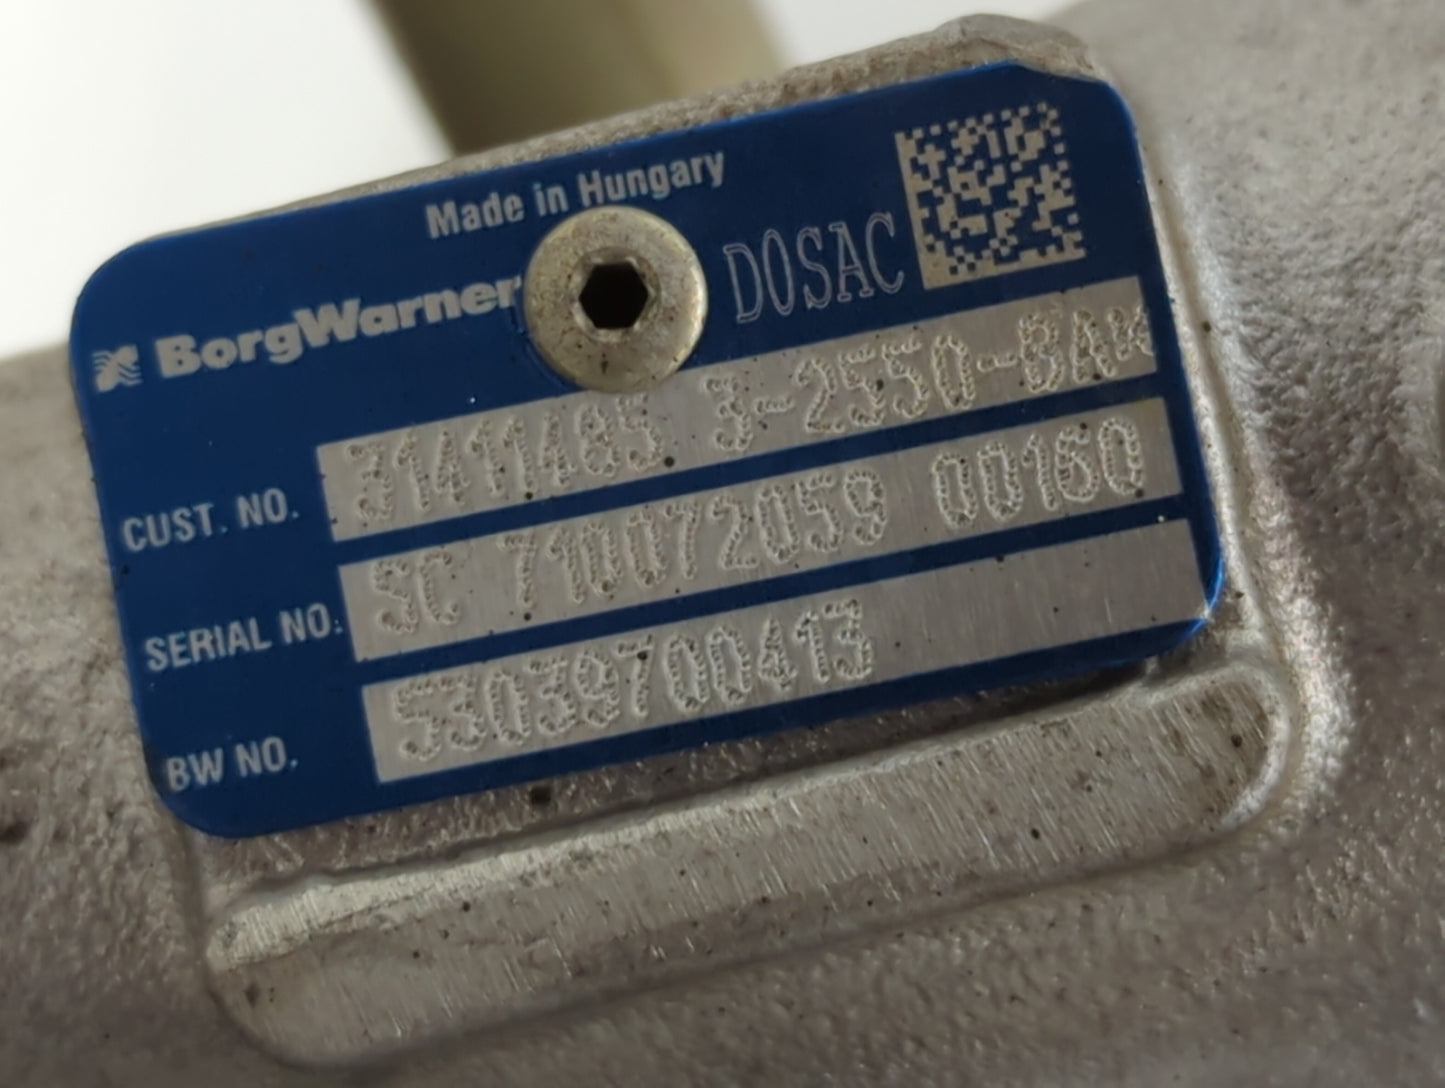 Made in Hungary
BorgWarner DOSAC
CUST. NO. 31411485 3-2550-BAK
SERIAL NO. SC 710072059 00160
BW NO. 53039700413